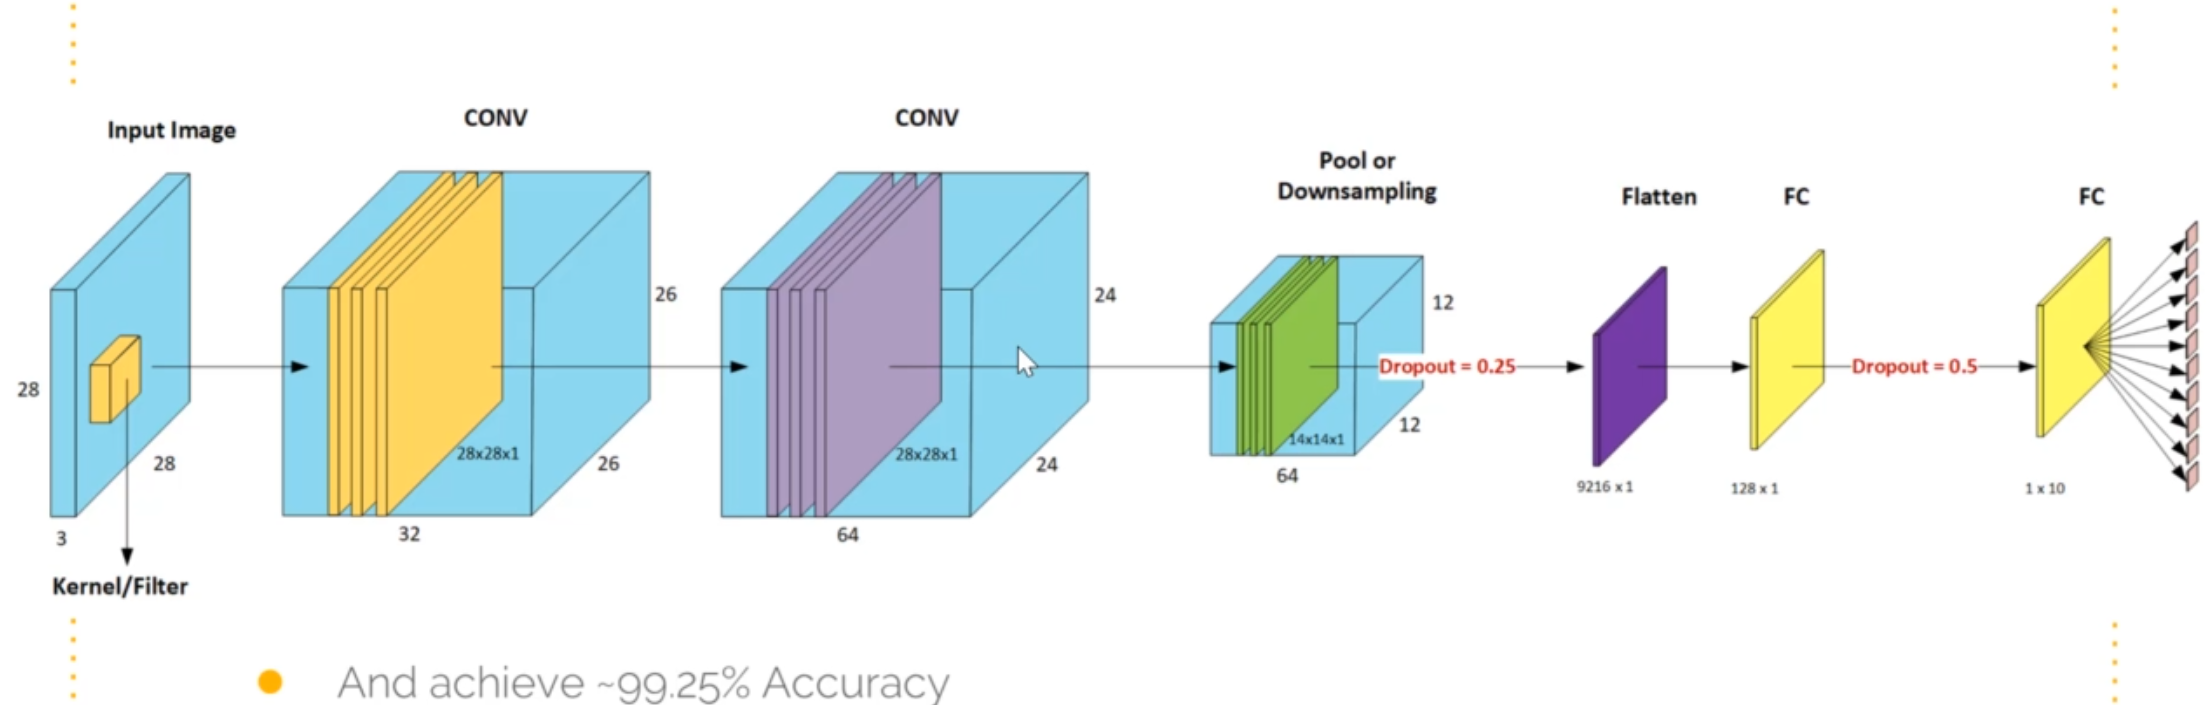 Input Image
28
28
3
Kernel/Filter
CONV
28x28x1
26
26
32
CONV
28x28x1
24
24
64
Pool or
Downsampling
14x14x1
12
12
64
Dropout = 0.25
Flatten
9216 x 1
FC
128 x 1
Dropout = 0.5
FC
1 x 10
And achieve ~99.25% Accuracy